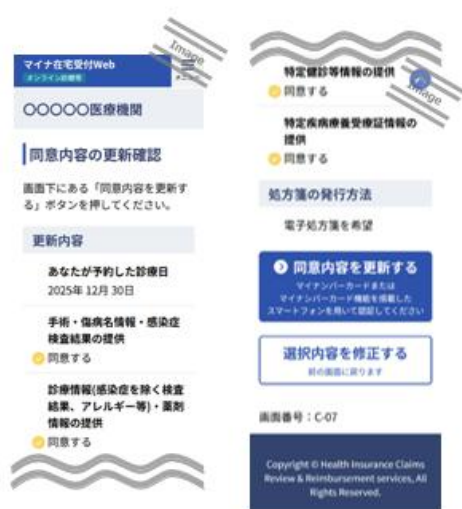 Image
マイナ在宅受付Web
オンライン診療等
メニュー
〇〇〇〇〇医療機関
同意内容の更新確認
画面下にある「同意内容を更新す
る」ボタンを押してください。
更新内容
あなたが予約した診療日
2025年 12月 30日
手術・傷病名情報・感染症
検査結果の提供
同意する
診療情報(感染症を除く検査
結果、アレルギー等)・薬剤
情報の提供
同意する
特定健診等情報の提供
Image
同意する
特定疾病療養受療証情報の
提供
同意する
処方箋の発行方法
電子処方箋を希望
同意内容を更新する
マイナンバーカードまたは
マイナンバーカード機能を搭載した
スマートフォンを用いて認証してください
選択内容を修正する
前の画面に戻ります
画面番号：C-07
Copyright © Health Insurance Claims
Review & Reimbursement services, All
Rights Reserved.